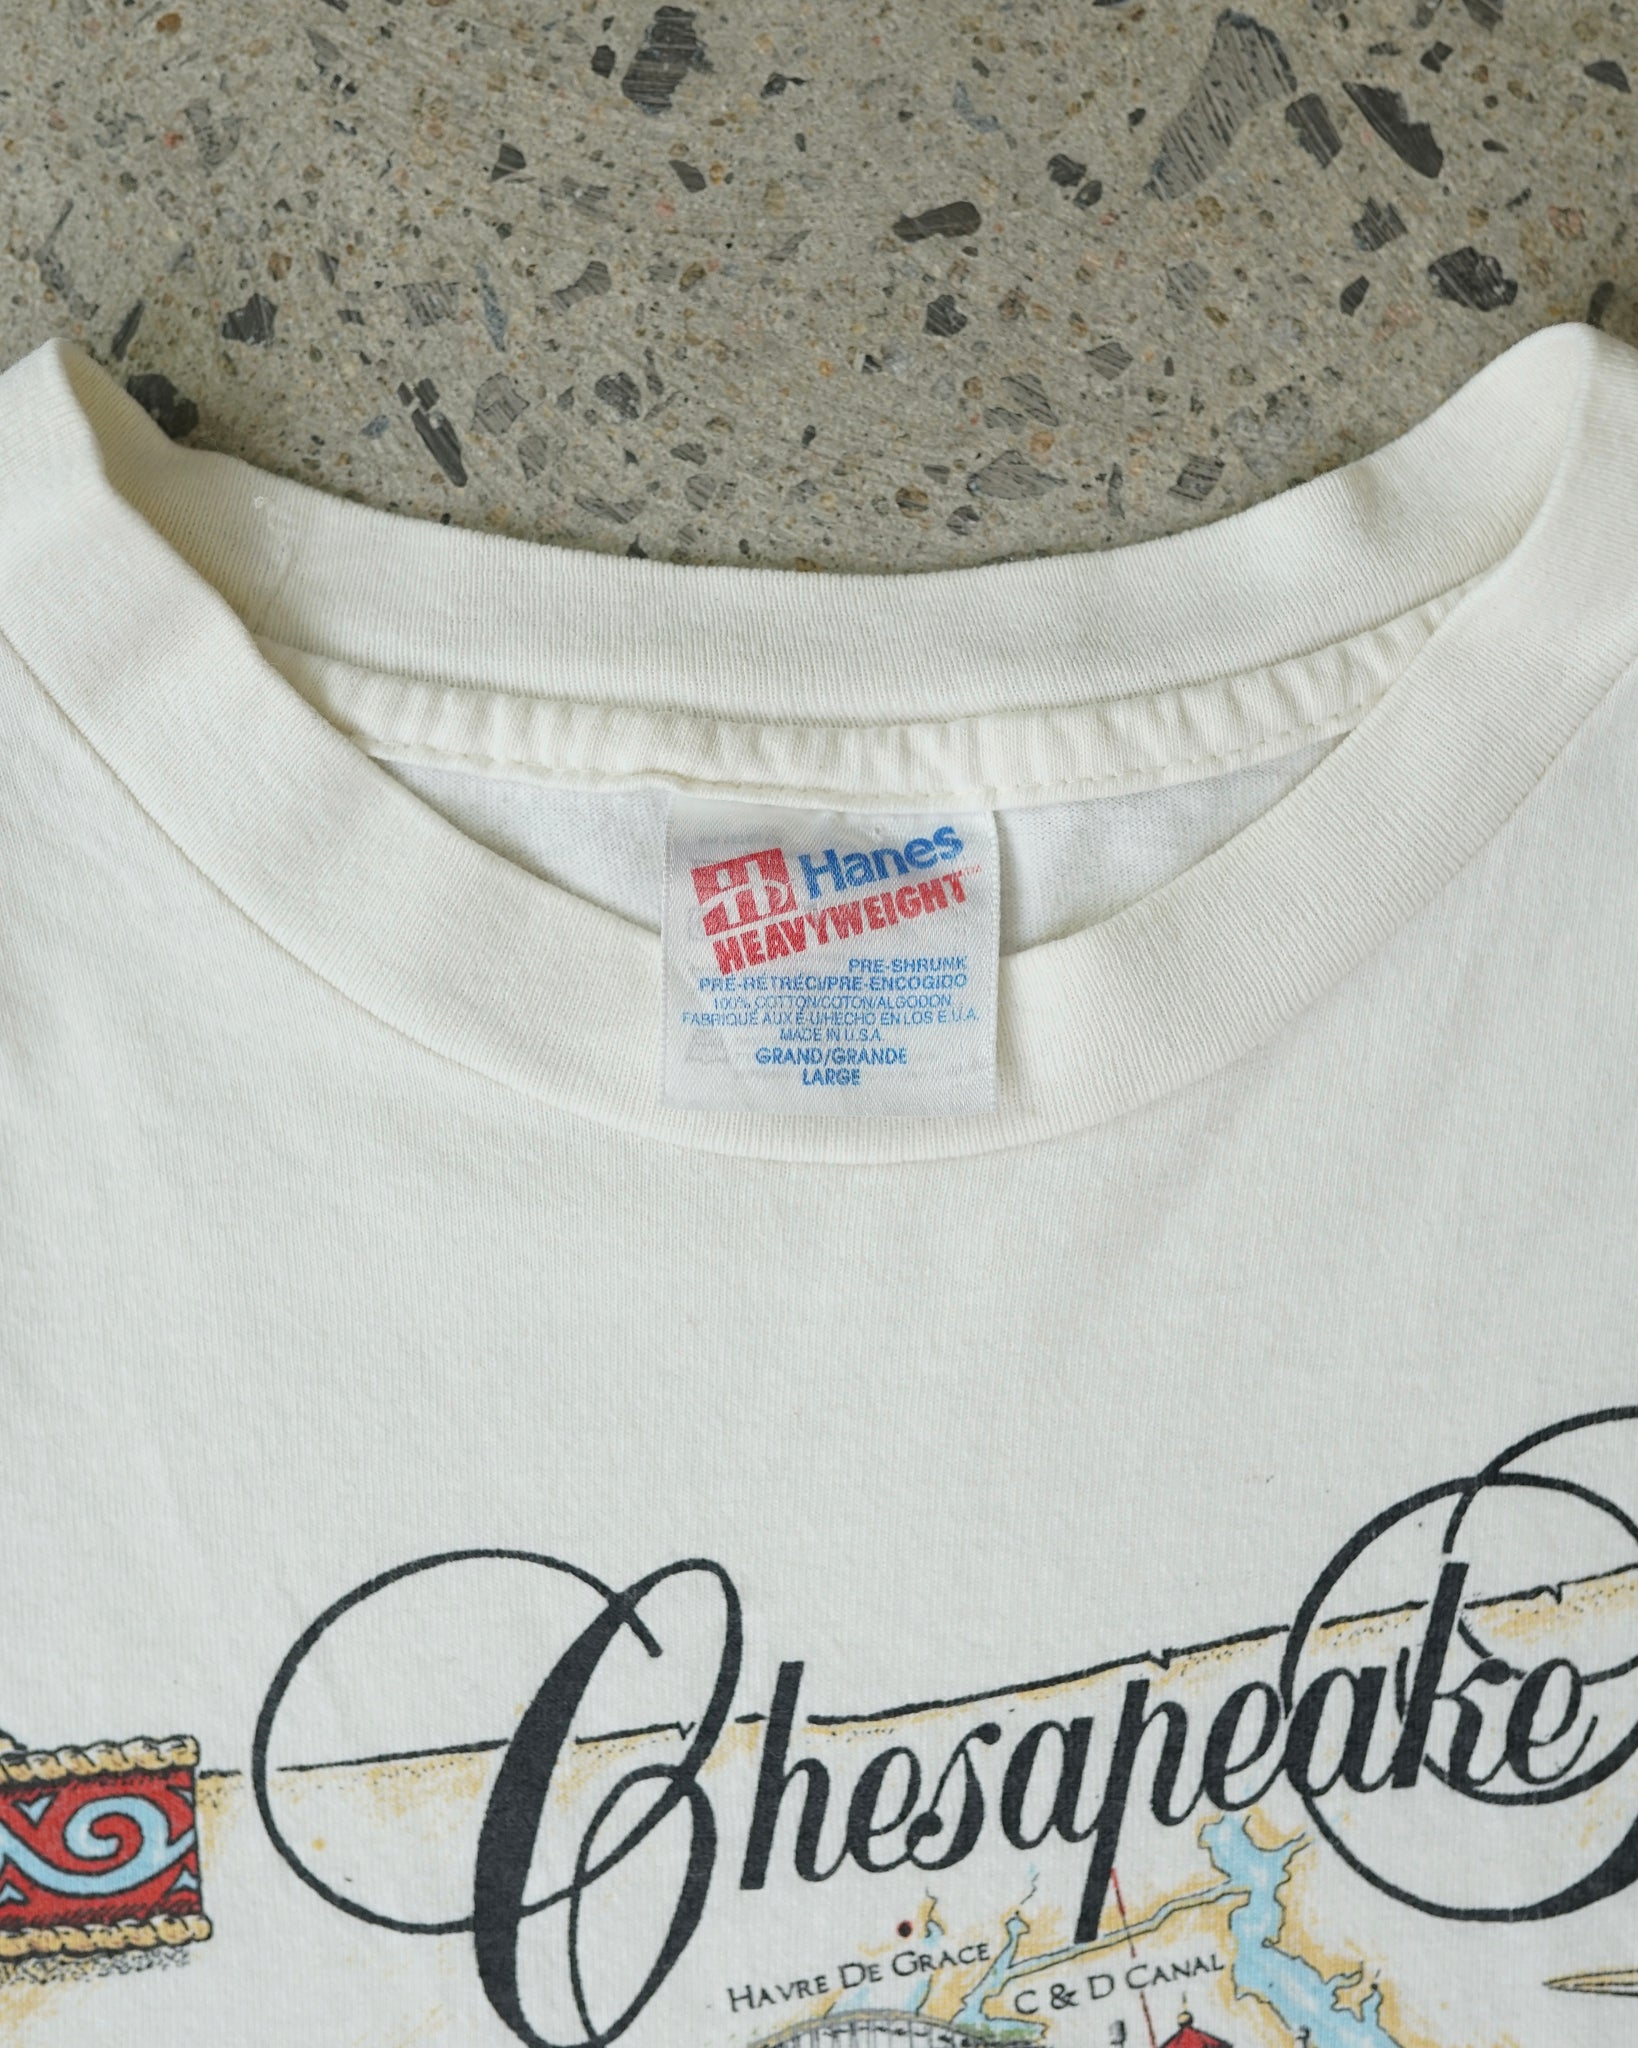 Hanes
HEAVYWEIGHT™
PRE-SHRUNK
PRÉ-RÉTRÉCI/PRE-ENCOGIDO
100% COTTON/COTON/ALGODON
FABRIQUÉ AUX É-U/HECHO EN LOS E.U.A.
MADE IN U.S.A.
GRAND/GRANDE
LARGE
Chesapeake
HAVRE DE GRACE
C & D CANAL